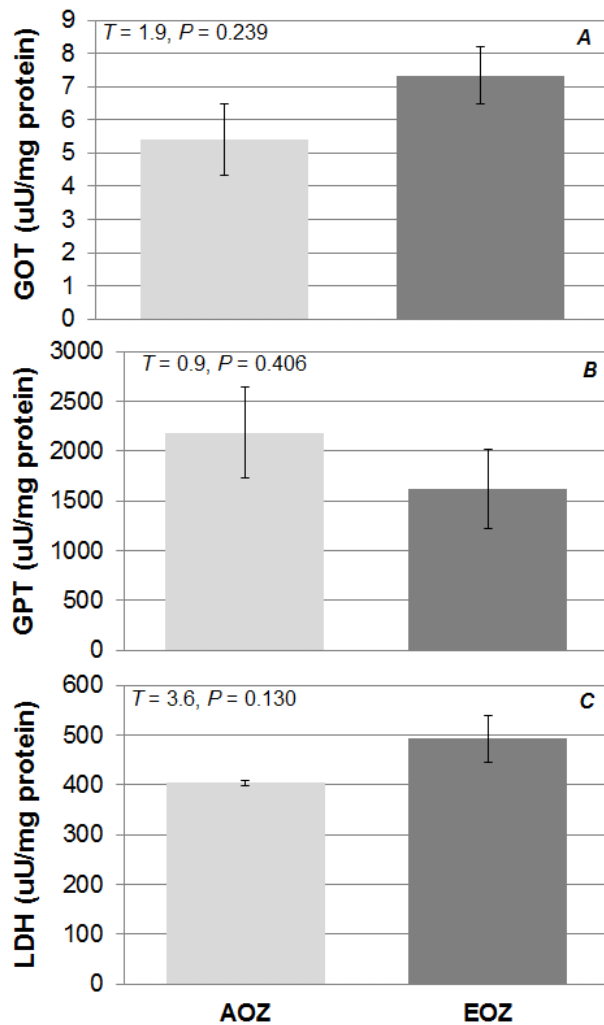 T = 1.9, P = 0.239
A
GOT (uU/mg protein)
9
8
7
6
5
4
3
2
1
0
T = 0.9, P = 0.406
B
GPT (uU/mg protein)
3000
2500
2000
1500
1000
500
0
T = 3.6, P = 0.130
C
LDH (uU/mg protein)
600
500
400
300
200
100
0
AOZ EOZ